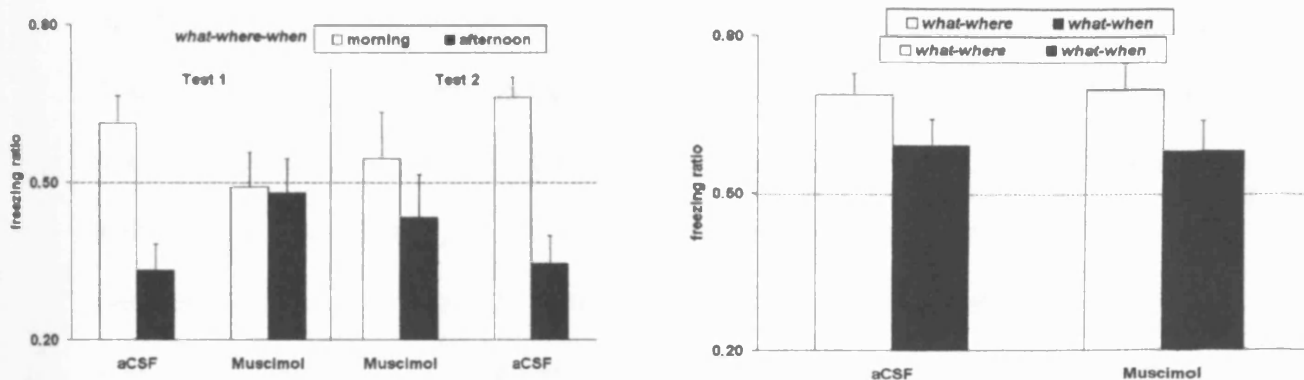 0.80
what-where-when morning afternoon
Test 1 Test 2
freezing ratio
0.50
0.20
aCSF Muscimol Muscimol aCSF
what-where what-when
0.80
what-where what-when
freezing ratio
0.50
0.20
aCSF Muscimol